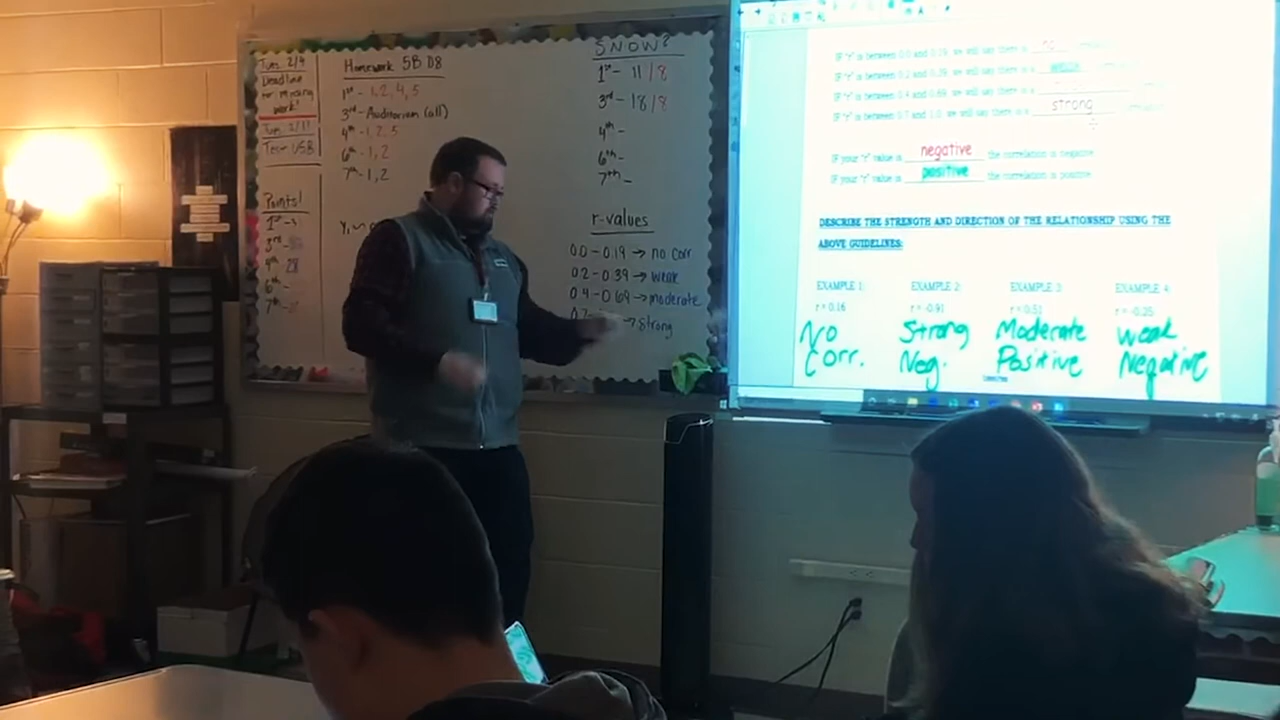 Tues. 2/4
Deadline
for missing
work!
Tues. 2/11
Test USB
Points!
1st -
3rd -
4th - 28
6th -
7th -
Homework 5B D8
1st - 1, 2, 4, 5
3rd - Auditorium (all)
4th - 1, 2, 5
6th - 1, 2
7th - 1, 2
SNOW?
1st - 11/8
3rd - 18/8
4th -
6th -
7th -
r-values
0.0 - 0.19 → no corr
0.2 - 0.39 → weak
0.4 - 0.69 → moderate
→ strong
IF "r" is between 0.0 and 0.19, we will say there is no
IF "r" is between 0.2 and 0.39, we will say there is a weak
IF "r" is between 0.4 and 0.69, we will say there is a
IF "r" is between 0.7 and 1.0, we will say there is a strong
IF your "r" value is negative the correlation is negative.
IF your "r" value is positive the correlation is positive.
DESCRIBE THE STRENGTH AND DIRECTION OF THE RELATIONSHIP USING THE
ABOVE GUIDELINES:
EXAMPLE 1: EXAMPLE 2: EXAMPLE 3: EXAMPLE 4:
r = 0.16 r = -0.91 r = 0.51 r = -0.25
No Strong Moderate Weak
Corr. Neg. Positive Negative